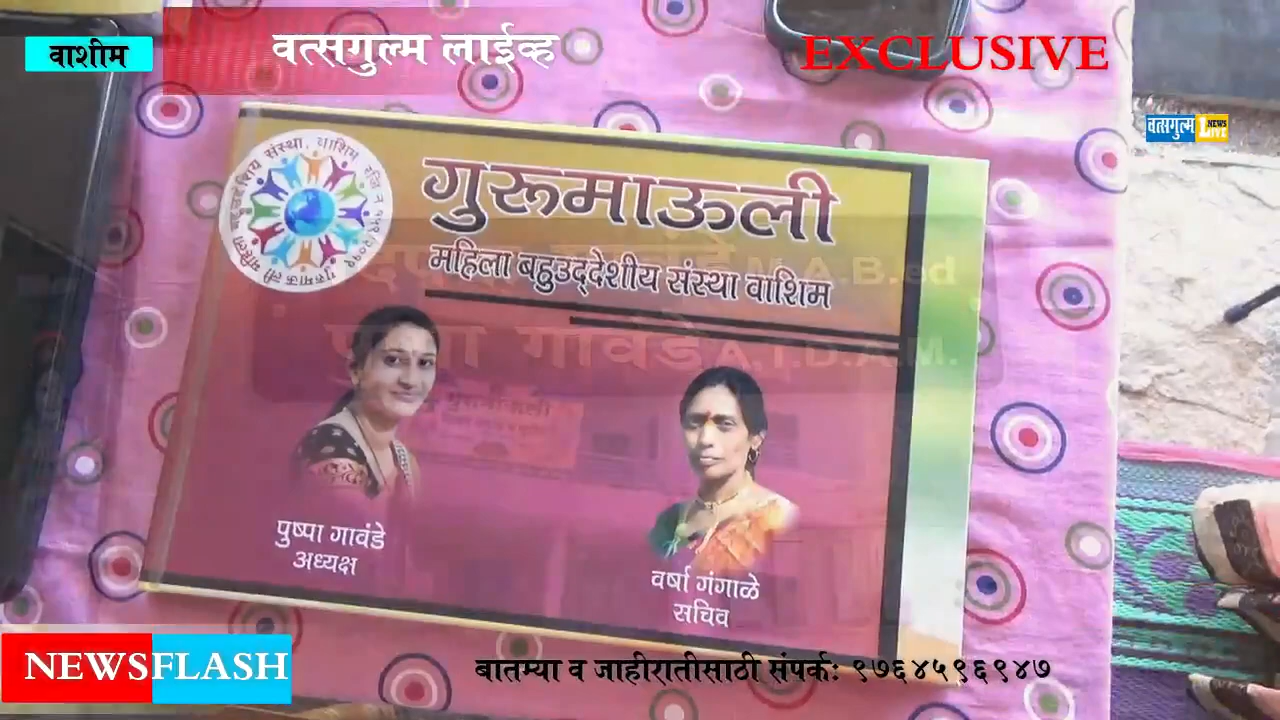 वाशीम
वत्सगुल्म लाईव्ह
EXCLUSIVE
वत्सगुल्म NEWS LIVE
गुरूमाऊली
महिला बहुउद्देशीय संस्था वाशिम
M.A.B.ed
गावंडे A.T.D.A.M.
पुष्पा गावंडे
अध्यक्ष
वर्षा गंगाळे
सचिव
NEWSFLASH
बातम्या व जाहीरातीसाठी संपर्कः ९७६४५९६९४७